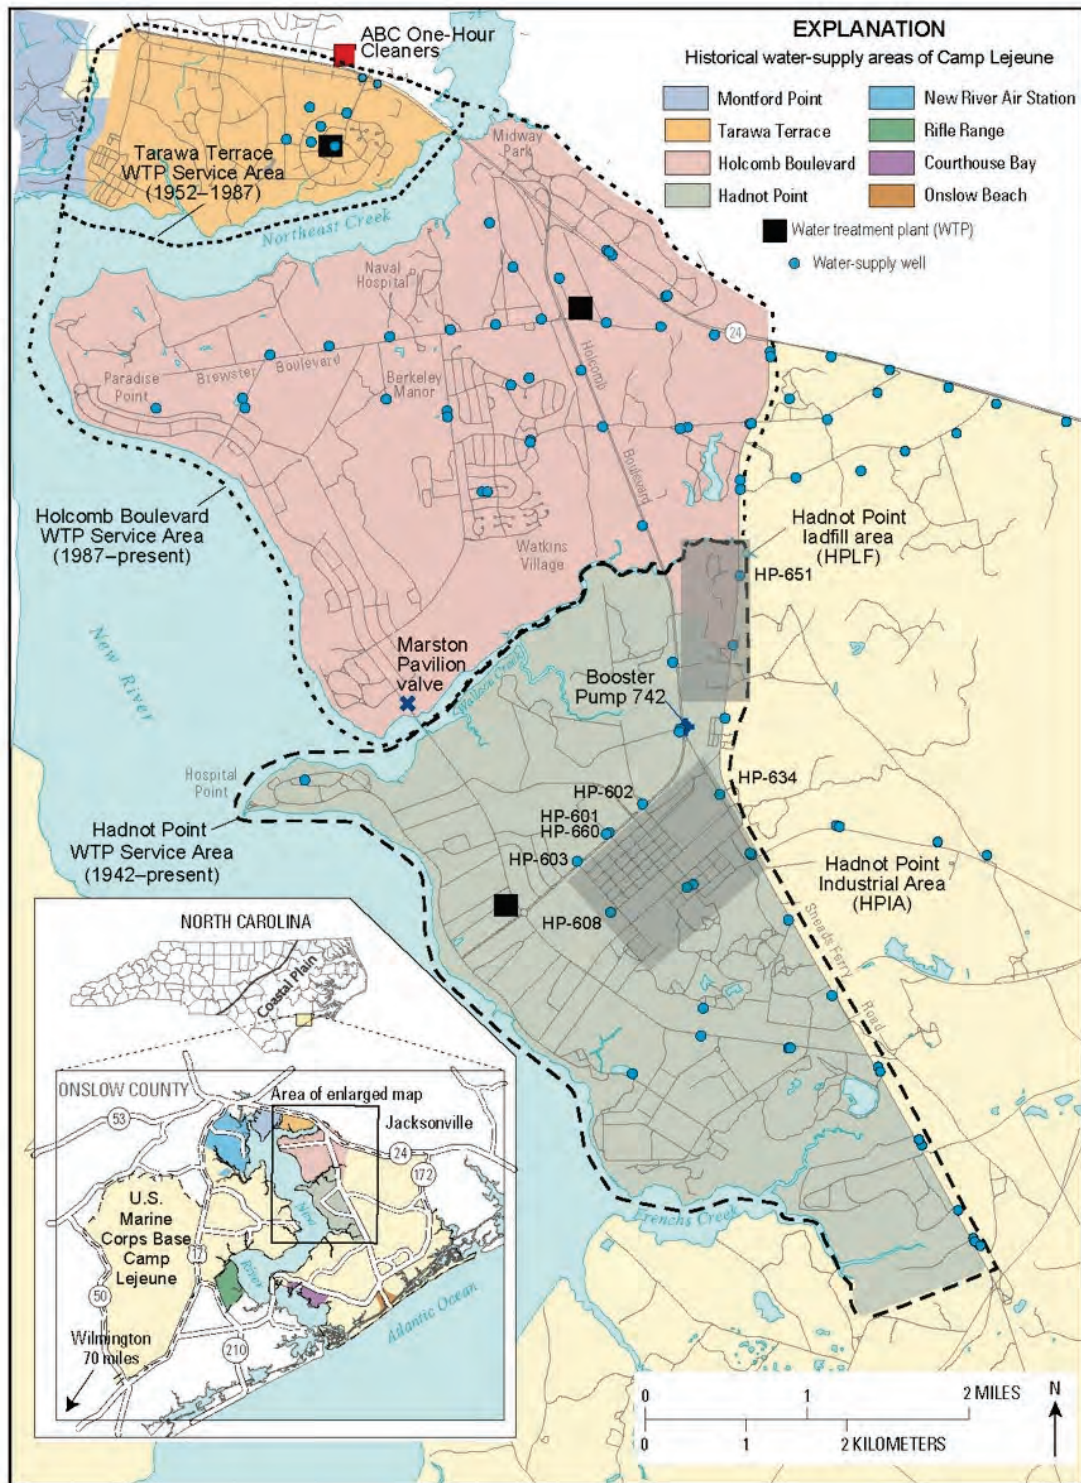 ABC One-Hour
Cleaners
EXPLANATION
Historical water-supply areas of Camp Lejeune
Montford Point
New River Air Station
Tarawa Terrace
Rifle Range
Holcomb Boulevard
Courthouse Bay
Hadnot Point
Onslow Beach
Water treatment plant (WTP)
Water-supply well
Tarawa Terrace
WTP Service Area
(1952–1987)
Midway
Park
Northeast Creek
Naval
Hospital
24
Holcomb
Boulevard
Brewster
Boulevard
Paradise
Point
Berkeley
Manor
Holcomb Boulevard
WTP Service Area
(1987–present)
Watkins
Village
Hadnot Point
ladfill area
(HPLF)
HP-651
New River
Marston
Pavilion
valve
Wallace Creek
Booster
Pump 742
Hospital
Point
Hadnot Point
WTP Service Area
(1942–present)
HP-602
HP-634
HP-601
HP-660
HP-603
HP-608
Hadnot Point
Industrial Area
(HPIA)
Sneads Ferry
Road
Frenchs Creek
NORTH CAROLINA
Coastal Plain
ONSLOW COUNTY
Area of enlarged map
Jacksonville
53
24
172
U.S.
Marine
Corps Base
Camp
Lejeune
New
River
17
50
210
Wilmington
70 miles
Atlantic Ocean
0 1 2 MILES
0 1 2 KILOMETERS
N